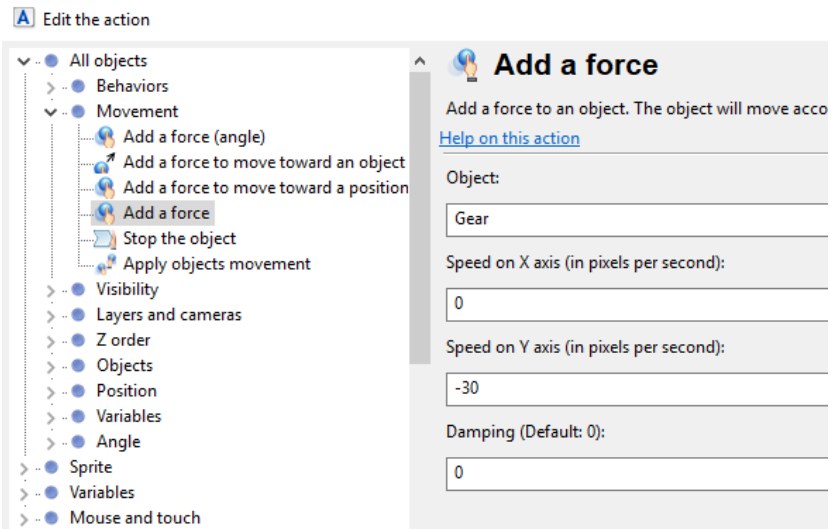 Edit the action
All objects
Behaviors
Movement
Add a force (angle)
Add a force to move toward an object
Add a force to move toward a position
Add a force
Stop the object
Apply objects movement
Visibility
Layers and cameras
Z order
Objects
Position
Variables
Angle
Sprite
Variables
Mouse and touch
Add a force
Add a force to an object. The object will move acco
Help on this action
Object:
Gear
Speed on X axis (in pixels per second):
0
Speed on Y axis (in pixels per second):
-30
Damping (Default: 0):
0